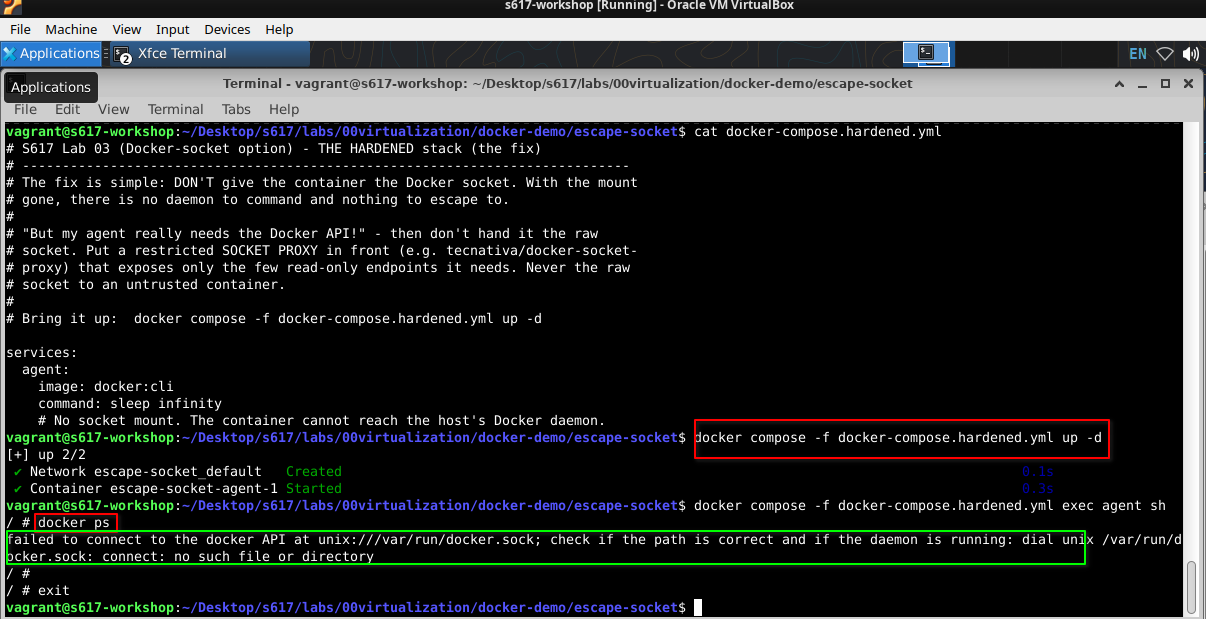 s617-workshop [Running] - Oracle VM VirtualBox
File Machine View Input Devices Help
Applications 2 Xfce Terminal EN
Applications
Terminal - vagrant@s617-workshop: ~/Desktop/s617/labs/00virtualization/docker-demo/escape-socket
File Edit View Terminal Tabs Help
vagrant@s617-workshop:~/Desktop/s617/labs/00virtualization/docker-demo/escape-socket$ cat docker-compose.hardened.yml
# S617 Lab 03 (Docker-socket option) - THE HARDENED stack (the fix)
# ---------------------------------------------------------------------------
# The fix is simple: DON'T give the container the Docker socket. With the mount
# gone, there is no daemon to command and nothing to escape to.
#
# "But my agent really needs the Docker API!" - then don't hand it the raw
# socket. Put a restricted SOCKET PROXY in front (e.g. tecnativa/docker-socket-
# proxy) that exposes only the few read-only endpoints it needs. Never the raw
# socket to an untrusted container.
#
# Bring it up:  docker compose -f docker-compose.hardened.yml up -d
services:
  agent:
    image: docker:cli
    command: sleep infinity
    # No socket mount. The container cannot reach the host's Docker daemon.
vagrant@s617-workshop:~/Desktop/s617/labs/00virtualization/docker-demo/escape-socket$ docker compose -f docker-compose.hardened.yml up -d
[+] up 2/2
 ✔ Network escape-socket_default   Created 0.1s
 ✔ Container escape-socket-agent-1 Started 0.3s
vagrant@s617-workshop:~/Desktop/s617/labs/00virtualization/docker-demo/escape-socket$ docker compose -f docker-compose.hardened.yml exec agent sh
/ # docker ps
failed to connect to the docker API at unix:///var/run/docker.sock; check if the path is correct and if the daemon is running: dial unix /var/run/d
ocker.sock: connect: no such file or directory
/ #
/ # exit
vagrant@s617-workshop:~/Desktop/s617/labs/00virtualization/docker-demo/escape-socket$